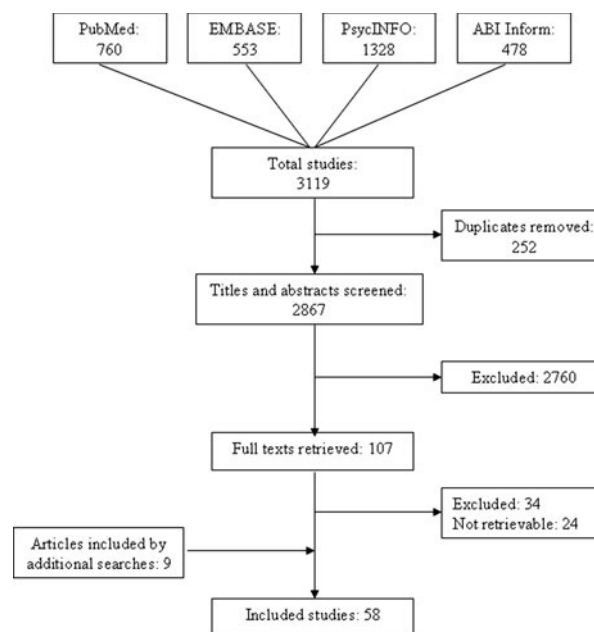 PubMed:
760
EMBASE:
553
PsycINFO:
1328
ABI Inform:
478
Total studies:
3119
Duplicates removed:
252
Titles and abstracts screened:
2867
Excluded: 2760
Full texts retrieved: 107
Excluded: 34
Not retrievable: 24
Articles included by
additional searches: 9
Included studies: 58